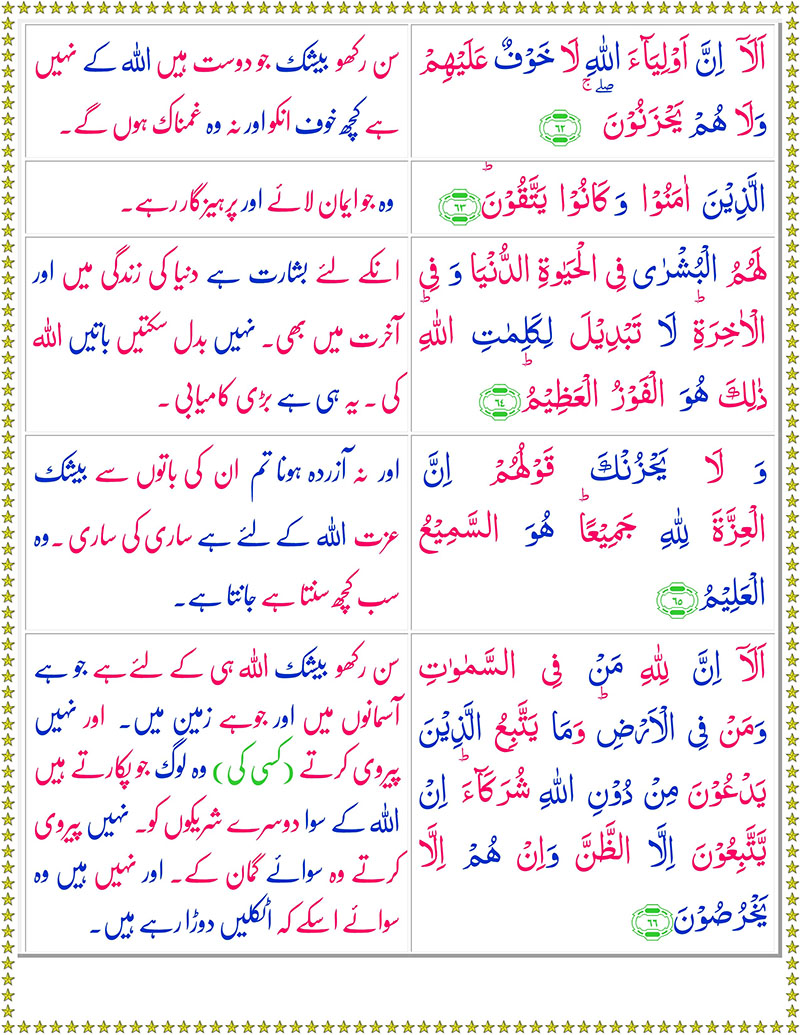 اَلَاۤ اِنَّ اَوْلِيَآءَ اللّٰهِ لَا خَوْفٌ عَلَيْهِمْ
وَلَا هُمْ يَحْزَنُوْنَ ۖۚ ﴿٦٢﴾
سن رکھو بیشک جو دوست ہیں اللہ کے نہیں
ہے کچھ خوف انکو اور نہ وہ غمناک ہوں گے۔
الَّذِيْنَ اٰمَنُوْا وَ كَانُوْا يَتَّقُوْنَؕ ﴿٦٣﴾
وہ جو ایمان لائے اور پرہیزگار رہے۔
لَهُمُ الْبُشْرٰى فِى الْحَيٰوةِ الدُّنْيَا وَ فِى
الْاٰخِرَةِؕ لَا تَبْدِيْلَ لِكَلِمٰتِ اللّٰهِؕ
ذٰلِكَ هُوَ الْفَوْزُ الْعَظِيْمُؕ ﴿٦٤﴾
انکے لئے بشارت ہے دنیا کی زندگی میں اور
آخرت میں بھی۔ نہیں بدل سکتیں باتیں اللہ
کی۔ یہ ہی ہے بڑی کامیابی۔
وَ لَا يَحْزُنْكَ قَوْلُهُمْ اِنَّ
الْعِزَّةَ لِلّٰهِ جَمِيْعًاؕ هُوَ السَّمِيْعُ
الْعَلِيْمُ ﴿٦٥﴾
اور نہ آزردہ ہونا تم ان کی باتوں سے بیشک
عزت اللہ کے لئے ہے ساری کی ساری۔ وہ
سب کچھ سنتا ہے جانتا ہے۔
اَلَاۤ اِنَّ لِلّٰهِ مَنْ فِى السَّمٰوٰتِ
وَمَنْ فِى الْاَرْضِؕ وَمَا يَتَّبِعُ الَّذِيْنَ
يَدْعُوْنَ مِنْ دُوْنِ اللّٰهِ شُرَكَآءَؕ اِنْ
يَّتَّبِعُوْنَ اِلَّا الظَّنَّ وَاِنْ هُمْ اِلَّا
يَخْرُصُوْنَ ﴿٦٦﴾
سن رکھو بیشک اللہ ہی کے لئے ہے جو ہے
آسمانوں میں اور جو ہے زمین میں۔ اور نہیں
پیروی کرتے (کسی کی) وہ لوگ جو پکارتے ہیں
اللہ کے سوا دوسرے شریکوں کو۔ نہیں پیروی
کرتے وہ سوائے گمان کے۔ اور نہیں ہیں وہ
سوائے اسکے کہ اٹکلیں دوڑا رہے ہیں۔